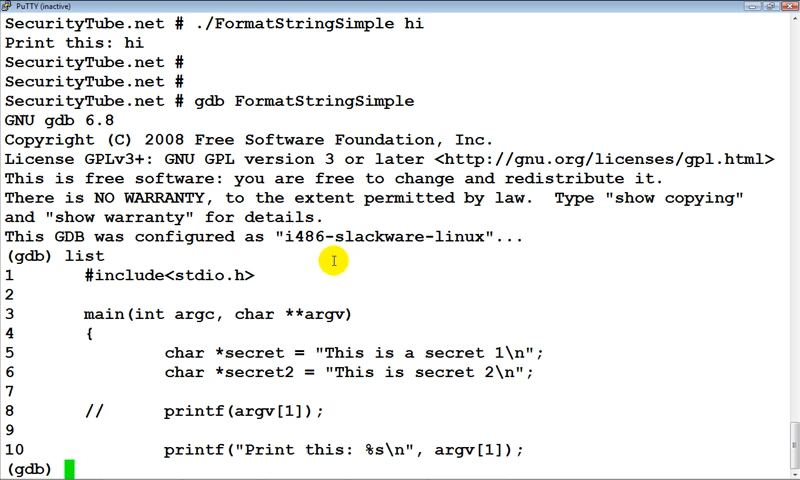 PuTTY (inactive)
SecurityTube.net # ./FormatStringSimple hi
Print this: hi
SecurityTube.net #
SecurityTube.net #
SecurityTube.net # gdb FormatStringSimple
GNU gdb 6.8
Copyright (C) 2008 Free Software Foundation, Inc.
License GPLv3+: GNU GPL version 3 or later <http://gnu.org/licenses/gpl.html>
This is free software: you are free to change and redistribute it.
There is NO WARRANTY, to the extent permitted by law.  Type "show copying"
and "show warranty" for details.
This GDB was configured as "i486-slackware-linux"...
(gdb) list
1       #include<stdio.h>
2
3       main(int argc, char **argv)
4       {
5               char *secret = "This is a secret 1\n";
6               char *secret2 = "This is secret 2\n";
7
8       //      printf(argv[1]);
9
10              printf("Print this: %s\n", argv[1]);
(gdb)